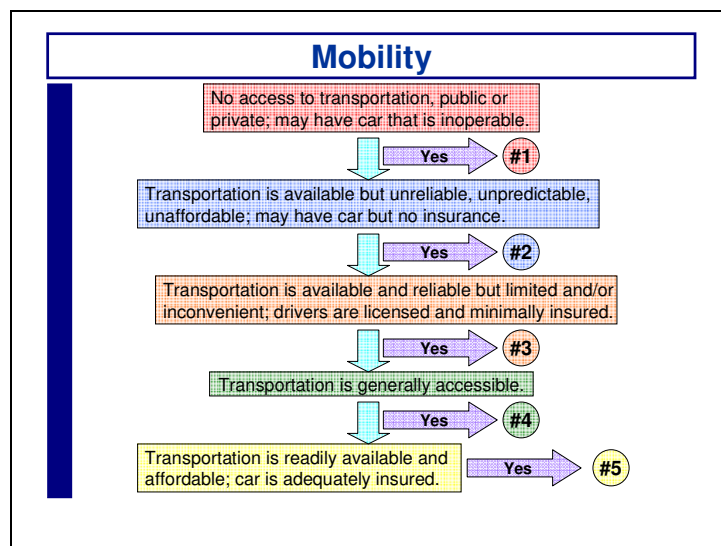 Mobility
No access to transportation, public or
private; may have car that is inoperable.
Yes #1
Transportation is available but unreliable, unpredictable,
unaffordable; may have car but no insurance.
Yes #2
Transportation is available and reliable but limited and/or
inconvenient; drivers are licensed and minimally insured.
Yes #3
Transportation is generally accessible.
Yes #4
Transportation is readily available and
affordable; car is adequately insured.
Yes #5